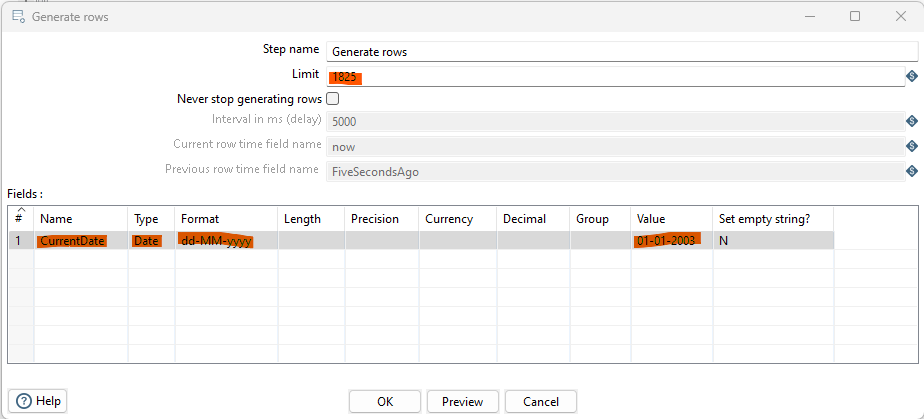 Generate rows
Step name Generate rows
Limit 1825
Never stop generating rows
Interval in ms (delay) 5000
Current row time field name now
Previous row time field name FiveSecondsAgo
Fields :
# Name Type Format Length Precision Currency Decimal Group Value Set empty string?
1 CurrentDate Date dd-MM-yyyy 01-01-2003 N
Help OK Preview Cancel